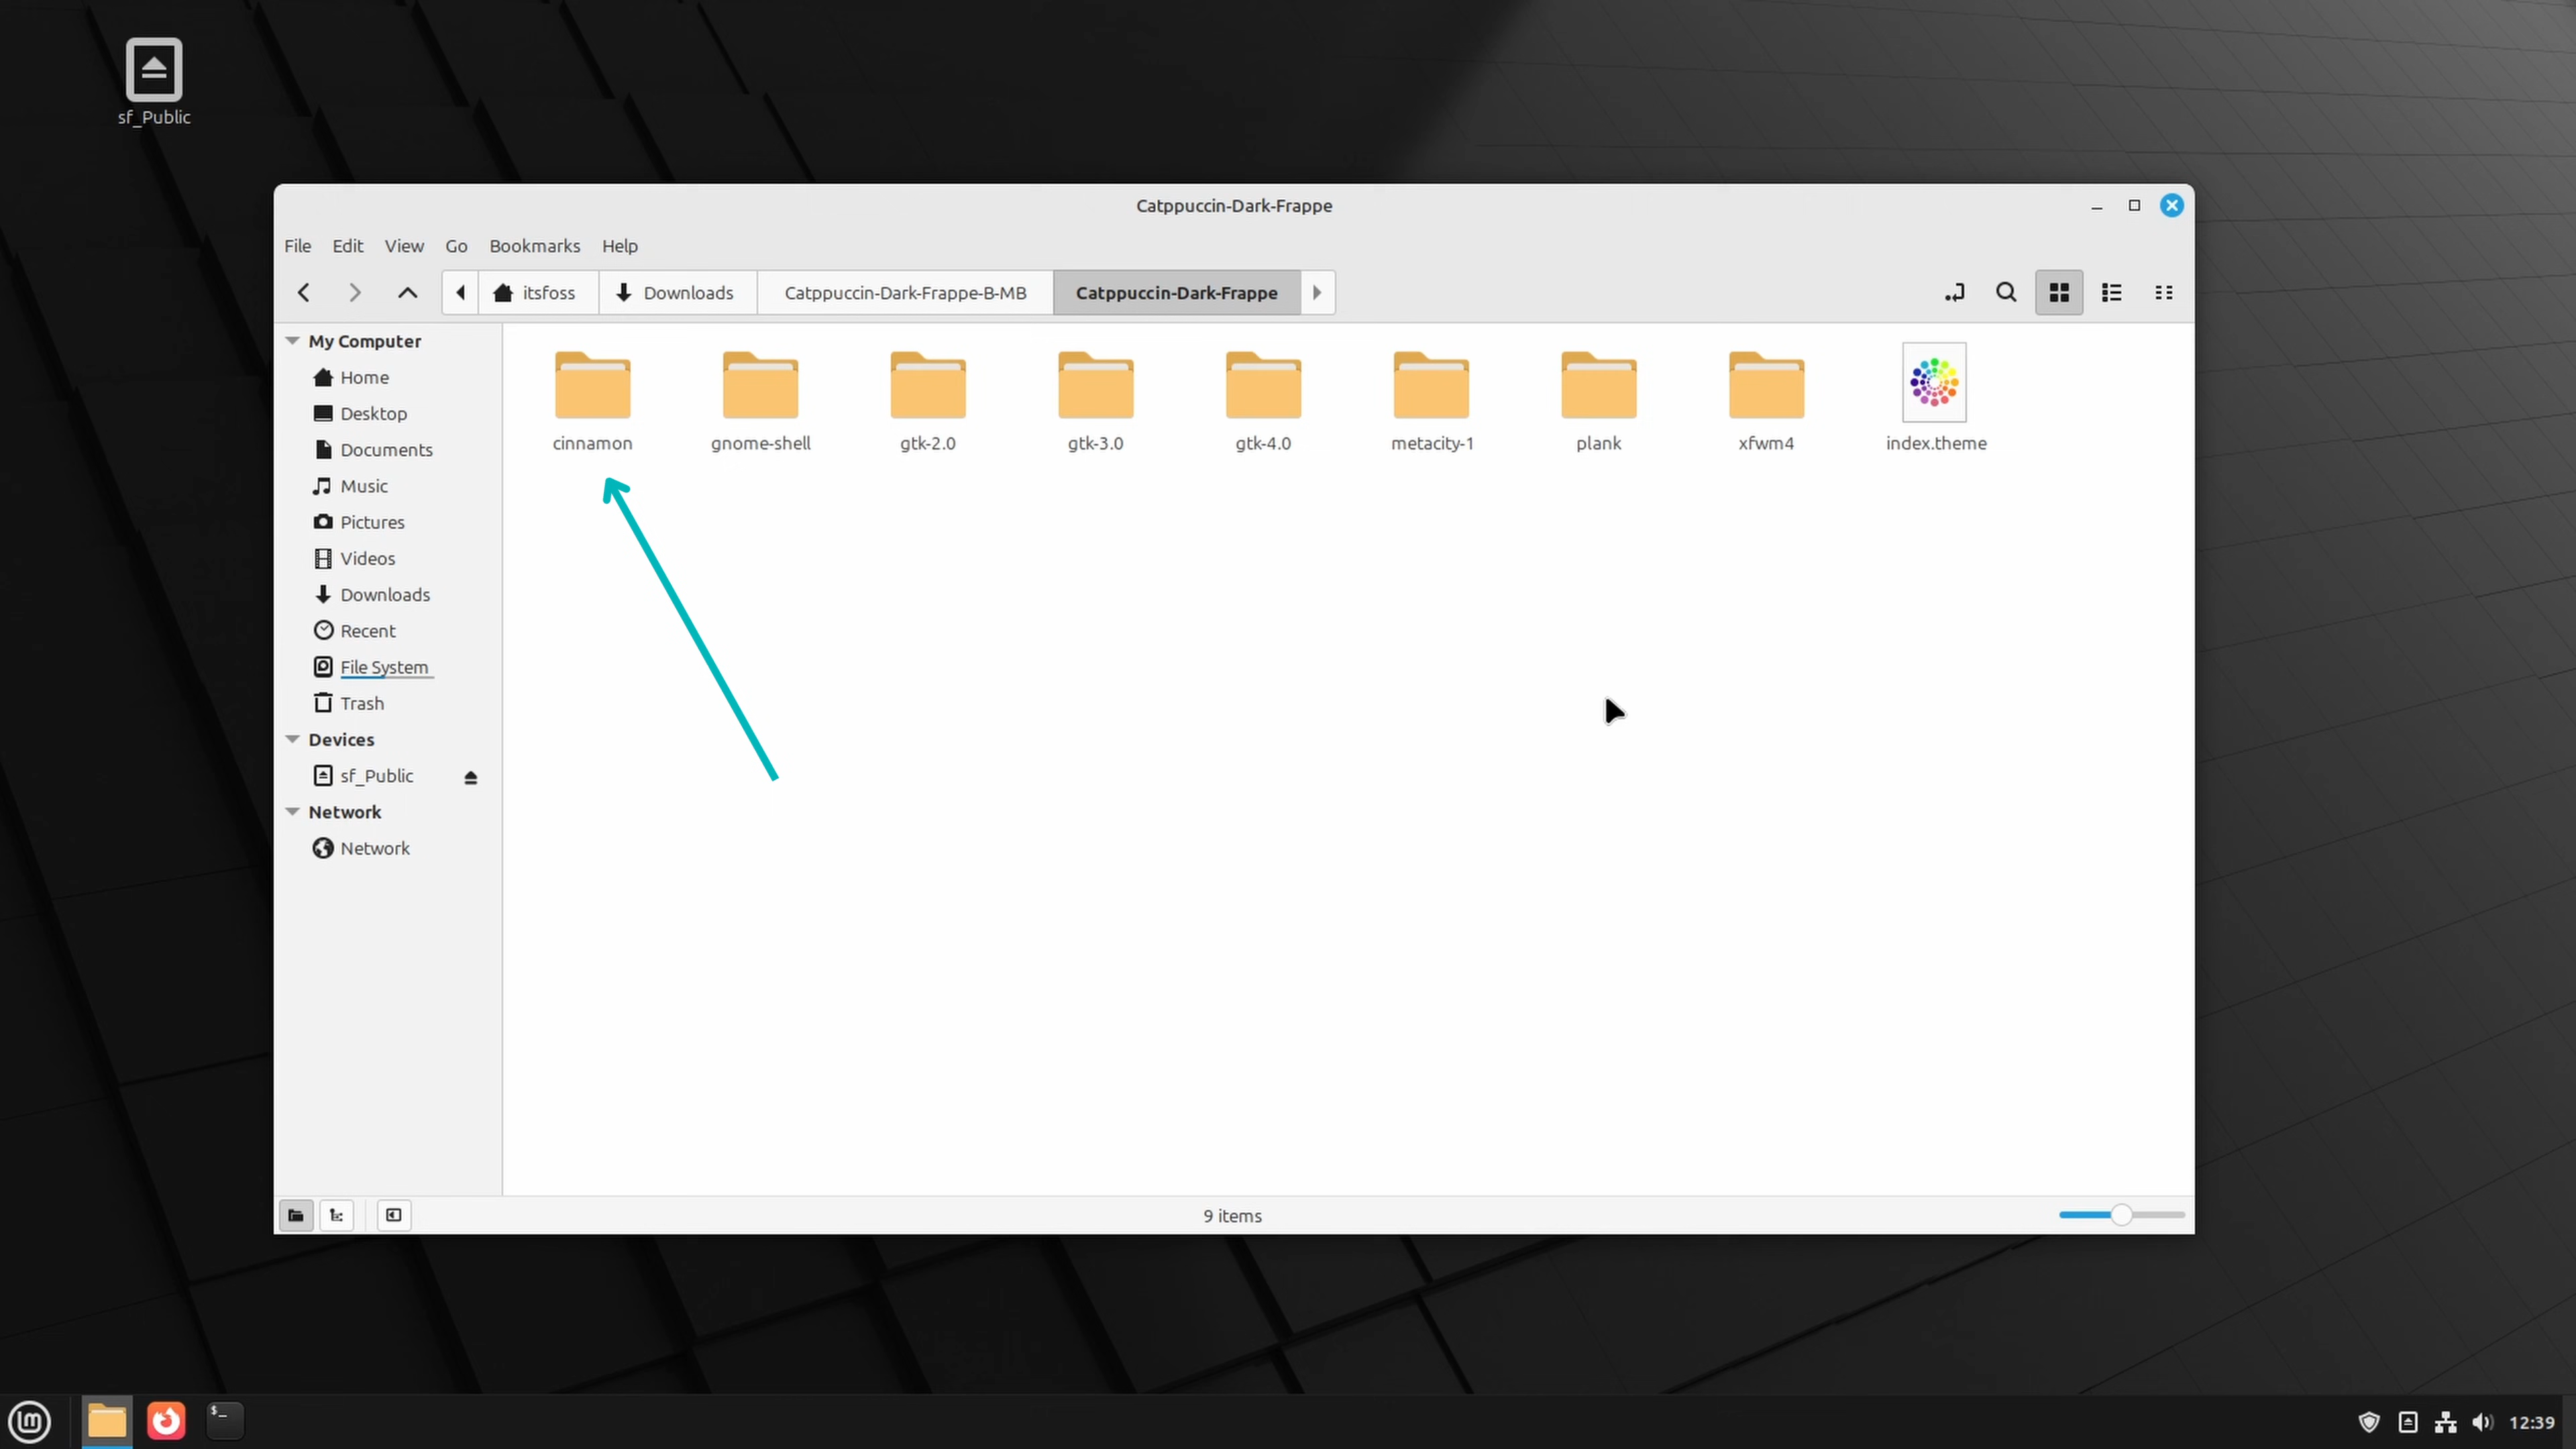 sf_Public
Catppuccin-Dark-Frappe
File Edit View Go Bookmarks Help
itsfoss Downloads Catppuccin-Dark-Frappe-B-MB Catppuccin-Dark-Frappe
My Computer
Home
Desktop
Documents
Music
Pictures
Videos
Downloads
Recent
File System
Trash
Devices
sf_Public
Network
Network
cinnamon gnome-shell gtk-2.0 gtk-3.0 gtk-4.0 metacity-1 plank xfwm4 index.theme
9 items
lm $_ 12:39